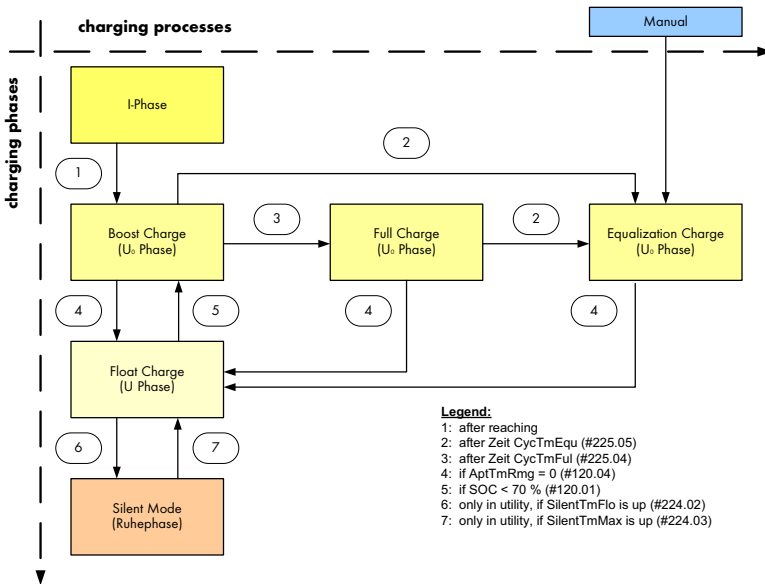 charging processes
Manual
charging phases
I-Phase
2
1
Boost Charge
(U₀ Phase)
3
Full Charge
(U₀ Phase)
2
Equalization Charge
(U₀ Phase)
4
5
4
4
Float Charge
(U Phase)
6
7
Silent Mode
(Ruhephase)
Legend:
1: after reaching
2: after Zeit CycTmEqu (#225.05)
3: after Zeit CycTmFul (#225.04)
4: if AptTmRmg = 0 (#120.04)
5: if SOC < 70 % (#120.01)
6: only in utility, if SilentTmFlo is up (#224.02)
7: only in utility, if SilentTmMax is up (#224.03)